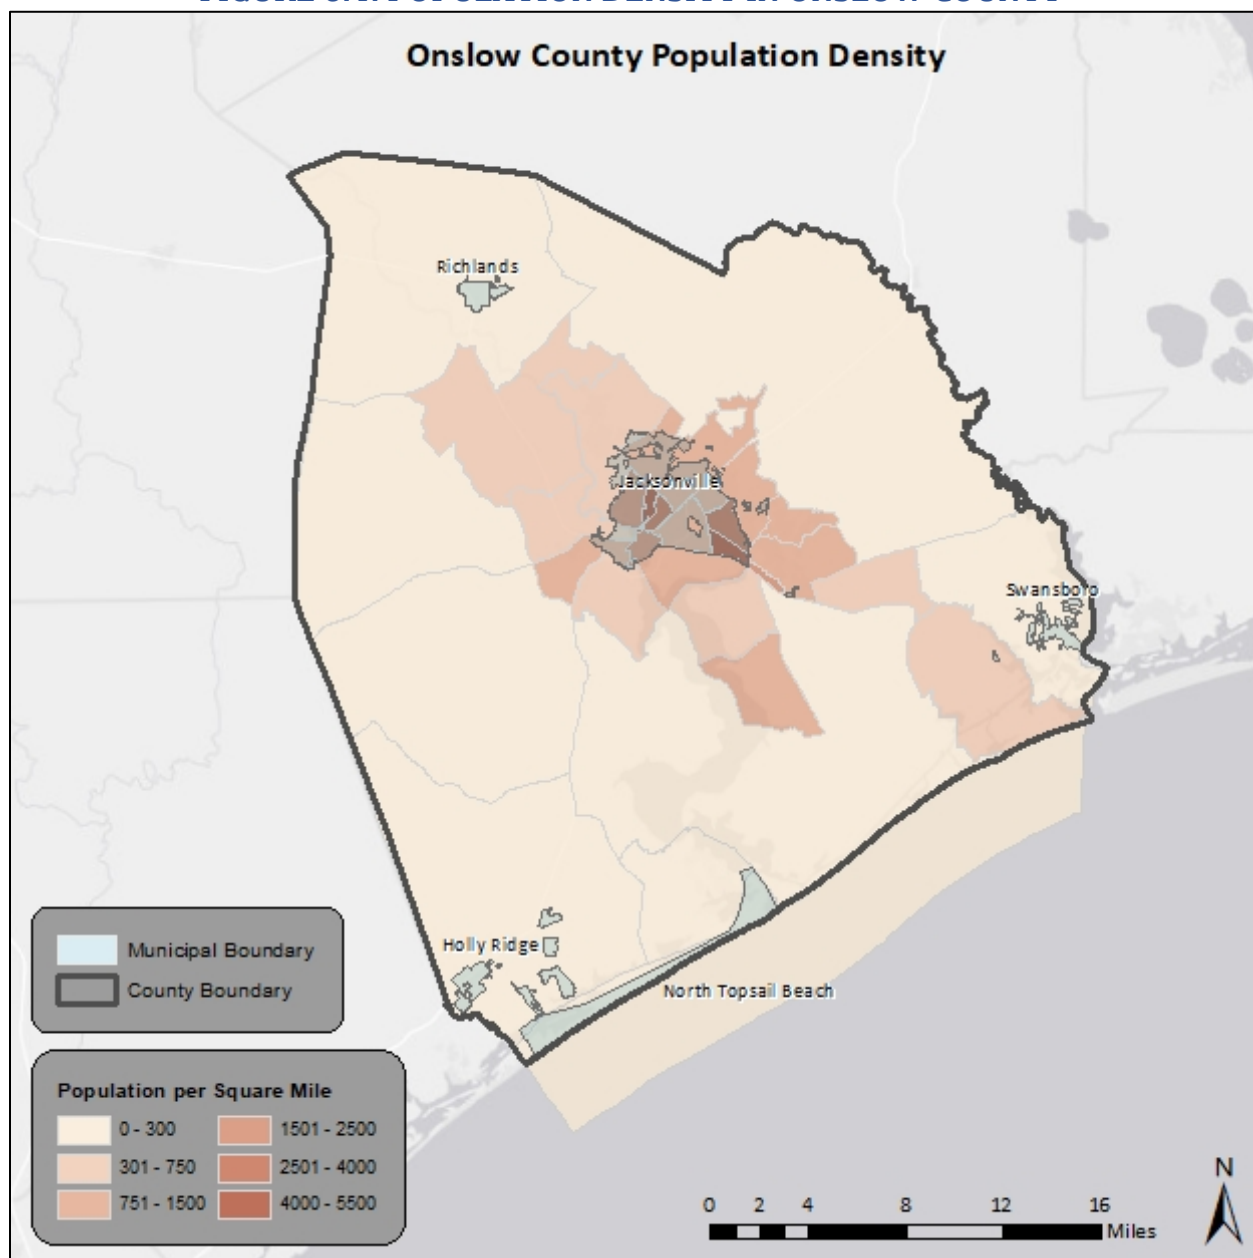 Onslow County Population Density
Richlands
Jacksonville
Swansboro
Holly Ridge
North Topsail Beach
Municipal Boundary
County Boundary
Population per Square Mile
0 - 300
1501 - 2500
301 - 750
2501 - 4000
751 - 1500
4000 - 5500
N
0 2 4 8 12 16
Miles